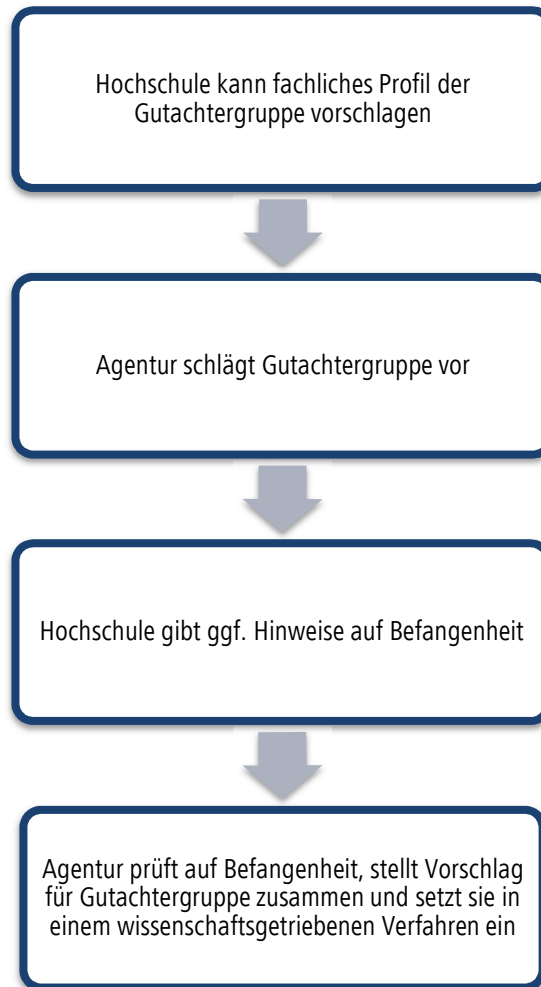 Hochschule kann fachliches Profil der
Gutachtergruppe vorschlagen
Agentur schlägt Gutachtergruppe vor
Hochschule gibt ggf. Hinweise auf Befangenheit
Agentur prüft auf Befangenheit, stellt Vorschlag
für Gutachtergruppe zusammen und setzt sie in
einem wissenschaftsgetriebenen Verfahren ein